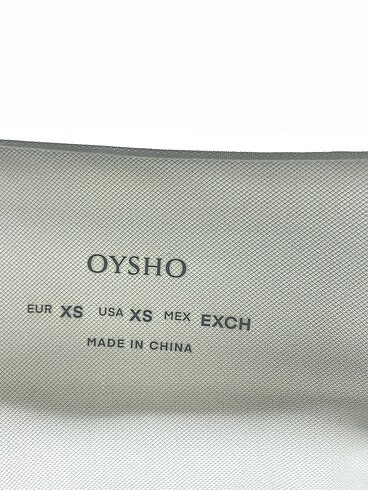 OYSHO
EUR XS USA XS MEX EXCH
MADE IN CHINA